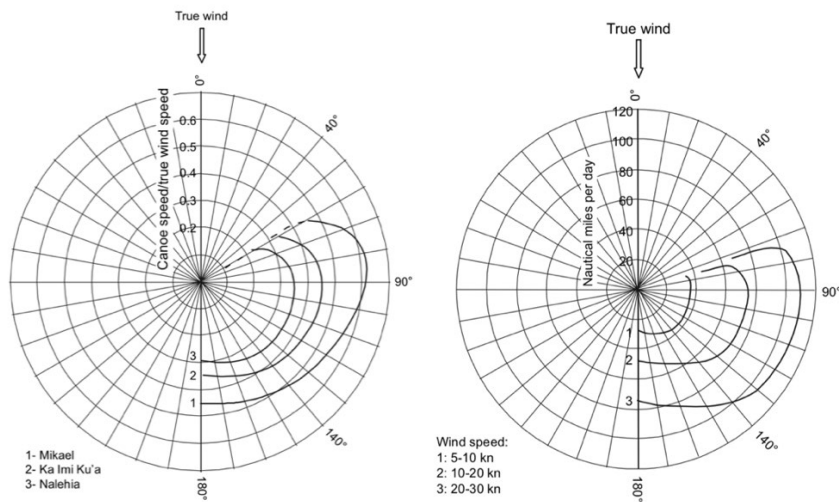 True wind
0°
Canoe speed/true wind speed
0.6
0.5
0.4
0.3
0.2
40°
90°
140°
180°
3
2
1
1- Mikael
2- Ka Imi Ku'a
3- Nalehia
True wind
0°
Nautical miles per day
120
100
80
60
40
20
40°
90°
140°
180°
1
2
3
Wind speed:
1: 5-10 kn
2: 10-20 kn
3: 20-30 kn